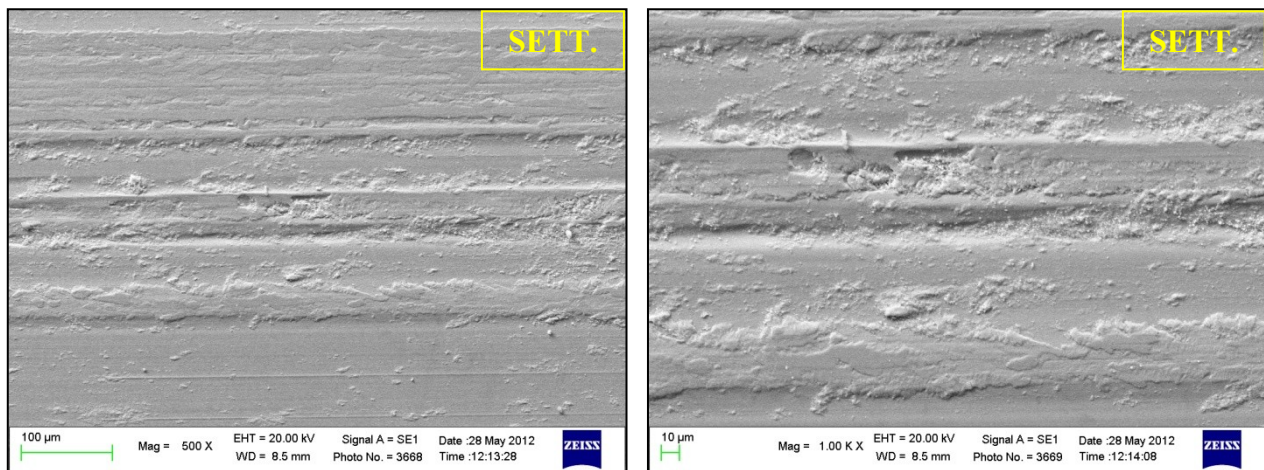 SETT.
100 µm
Mag = 500 X
EHT = 20.00 kV
WD = 8.5 mm
Signal A = SE1
Photo No. = 3668
Date :28 May 2012
Time :12:13:28
ZEISS
SETT.
10 µm
Mag = 1.00 K X
EHT = 20.00 kV
WD = 8.5 mm
Signal A = SE1
Photo No. = 3669
Date :28 May 2012
Time :12:14:08
ZEISS